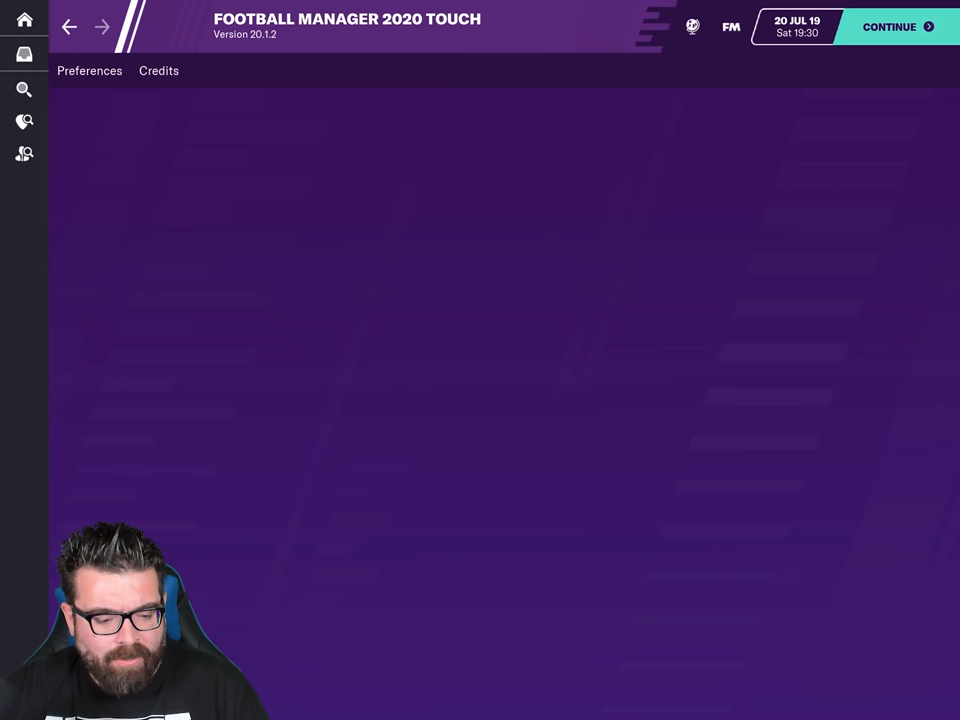 FOOTBALL MANAGER 2020 TOUCH
Version 20.1.2
FM
20 JUL 19
Sat 19:30
CONTINUE
Preferences
Credits